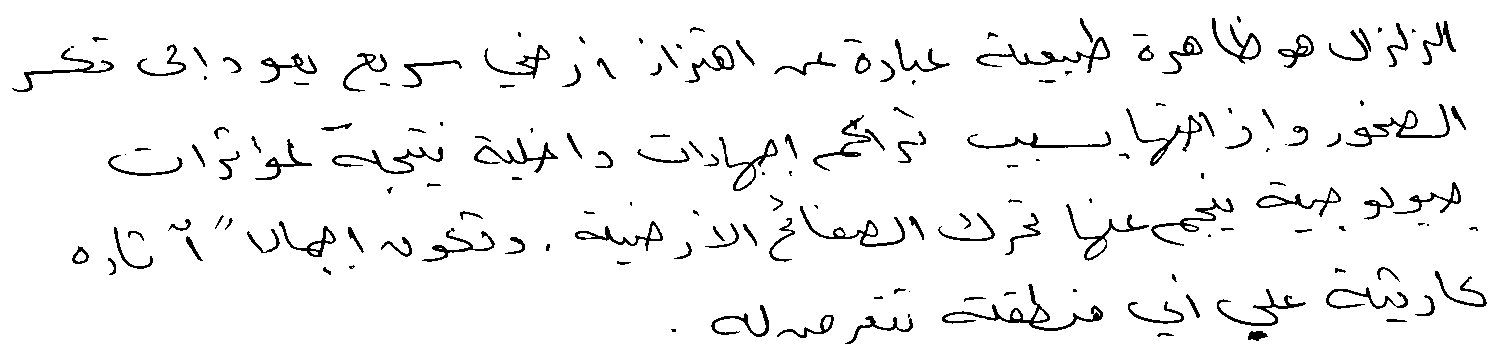 الزلزال هو ظاهرة طبيعية عبارة عن اهتزاز أرضي سريع يعود إلى تكسر
الصخور وإزاحتها بسبب تراكم إجهادات داخلية نتيجة لمؤثرات
جيولوجية ينجم عنها تحرك الصفائح الأرضية . وتكون إجمالا" آثاره
كارثية علي أي منطقة تتعرض له .